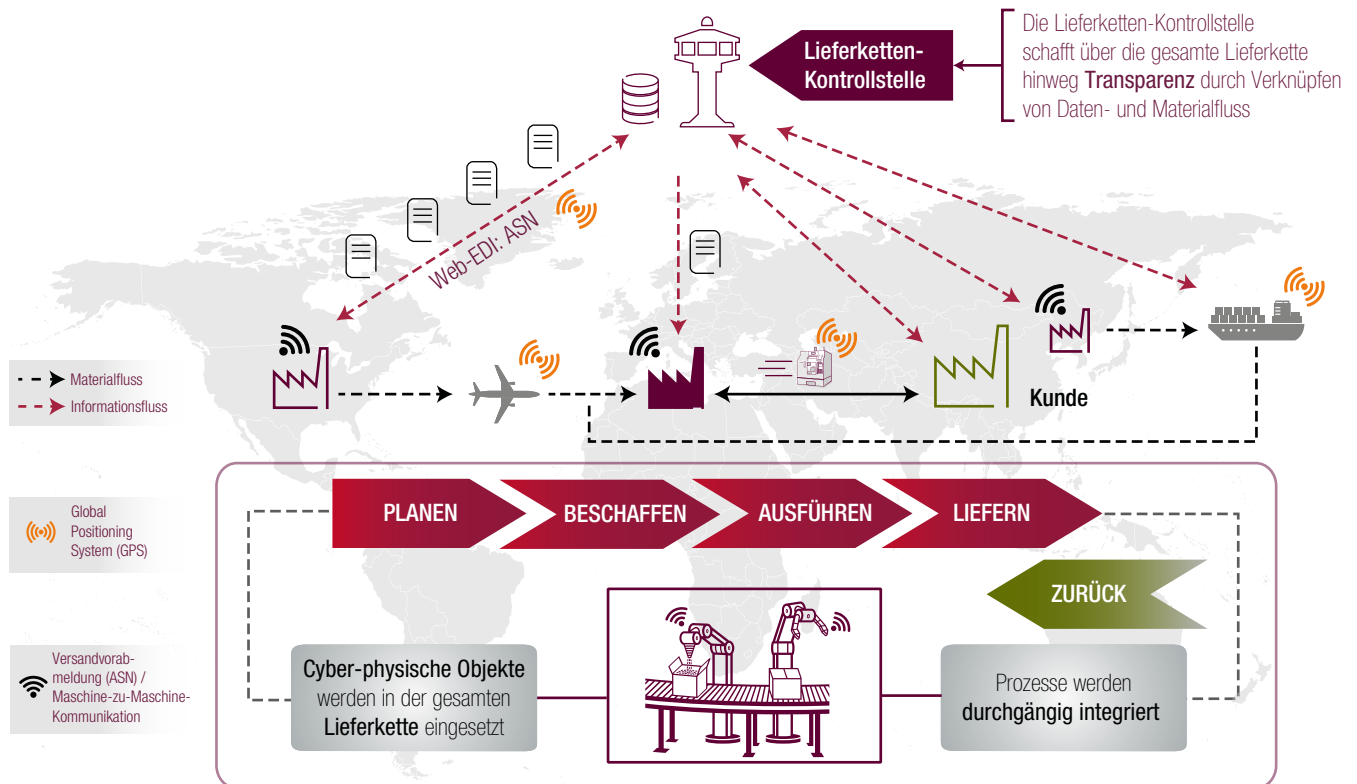 Lieferketten-
Kontrollstelle
Die Lieferketten-Kontrollstelle
schafft über die gesamte Lieferkette
hinweg Transparenz durch Verknüpfen
von Daten- und Materialfluss
Web-EDI: ASN
Kunde
Materialfluss
Informationsfluss
Global
Positioning
System (GPS)
Versandvorab-
meldung (ASN) /
Maschine-zu-Maschine-
Kommunikation
PLANEN
BESCHAFFEN
AUSFÜHREN
LIEFERN
ZURÜCK
Cyber-physische Objekte
werden in der gesamten
Lieferkette eingesetzt
Prozesse werden
durchgängig integriert